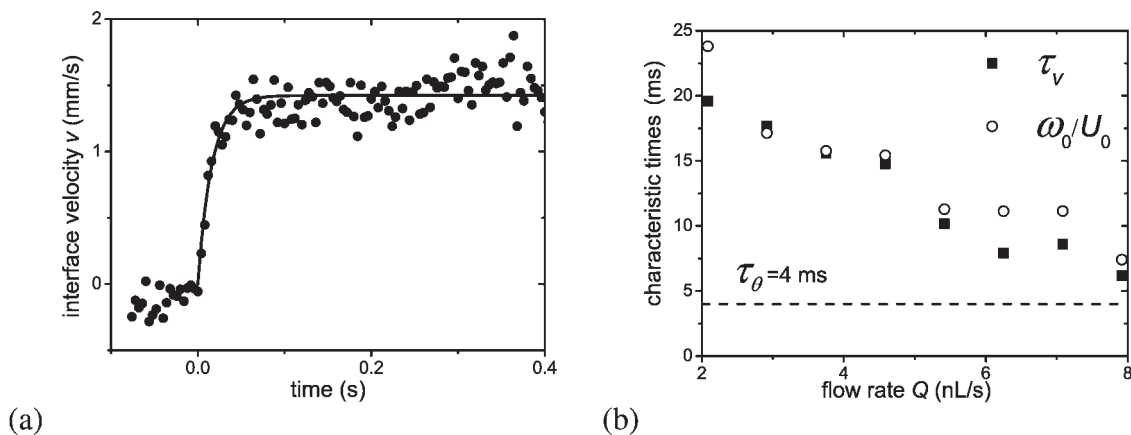 2
1
0
interface velocity v (mm/s)
0.0
0.2
0.4
time (s)
(a)
25
20
15
10
5
0
characteristic times (ms)
τᵥ
ω₀/U₀
τ_θ=4 ms
2
4
6
8
flow rate Q (nL/s)
(b)